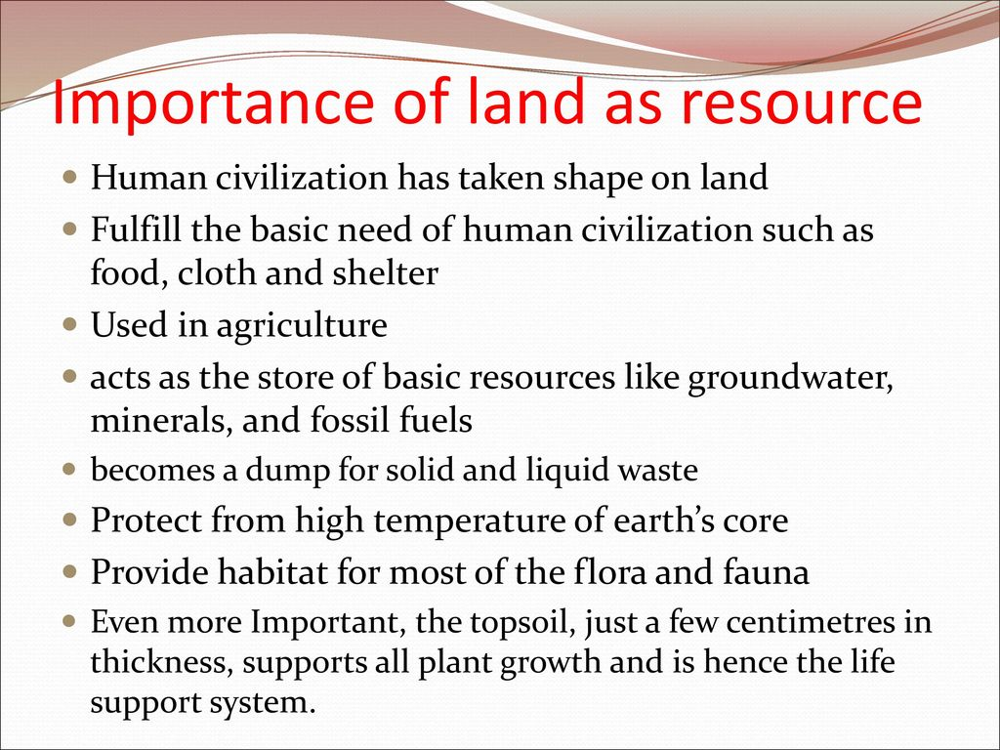 Importance of land as resource
• Human civilization has taken shape on land
• Fulfill the basic need of human civilization such as
food, cloth and shelter
• Used in agriculture
• acts as the store of basic resources like groundwater,
minerals, and fossil fuels
• becomes a dump for solid and liquid waste
• Protect from high temperature of earth’s core
• Provide habitat for most of the flora and fauna
• Even more Important, the topsoil, just a few centimetres in
thickness, supports all plant growth and is hence the life
support system.